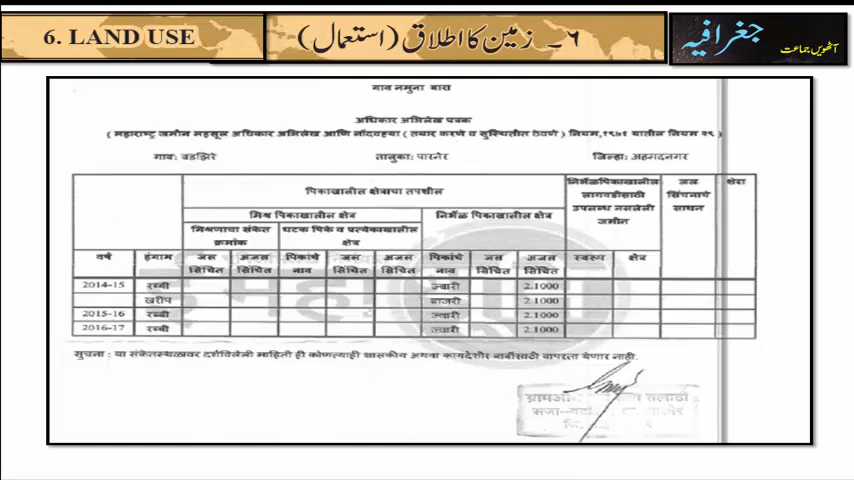 6. LAND USE
۶۔ زمین کا اطلاق (استعمال)
جغرافیہ
آٹھویں جماعت
गाव नमुना बारा
अधिकार अभिलेख पत्रक
( महाराष्ट्र जमीन महसूल अधिकार अभिलेख आणि नोंदवह्या ( तयार करणे व सुस्थितीत ठेवणे ) नियम,१९७१ यातील नियम २९ )
गाव: वडझिरे तालुका: पारनेर जिल्हा: अहमदनगर
पिकाखालील क्षेत्राचा तपशील
निर्भेळपिकाखालील लागवडीसाठी उपलब्ध नसलेली जमीन
जल सिंचनाचे साधन
शेरा
मिश्र पिकाखालील क्षेत्र निर्भेळ पिकाखालील क्षेत्र
मिश्रणाचा संकेत क्रमांक घटक पिके व प्रत्येकाखालील क्षेत्र
वर्ष हंगाम जल सिंचित अजल सिंचित पिकांचे नाव जल सिंचित अजल सिंचित पिकांचे नाव जल सिंचित अजल सिंचित स्वरूप क्षेत्र
2014-15 रब्बी ज्वारी 2.1000
खरीप बाजरी 2.1000
2015-16 रब्बी ज्वारी 2.1000
2016-17 रब्बी ज्वारी 2.1000
सुचना : या संकेतस्थळावर दर्शविलेली माहिती ही कोणत्याही शासकीय अथवा कायदेशीर बाबींसाठी वापरता येणार नाही.